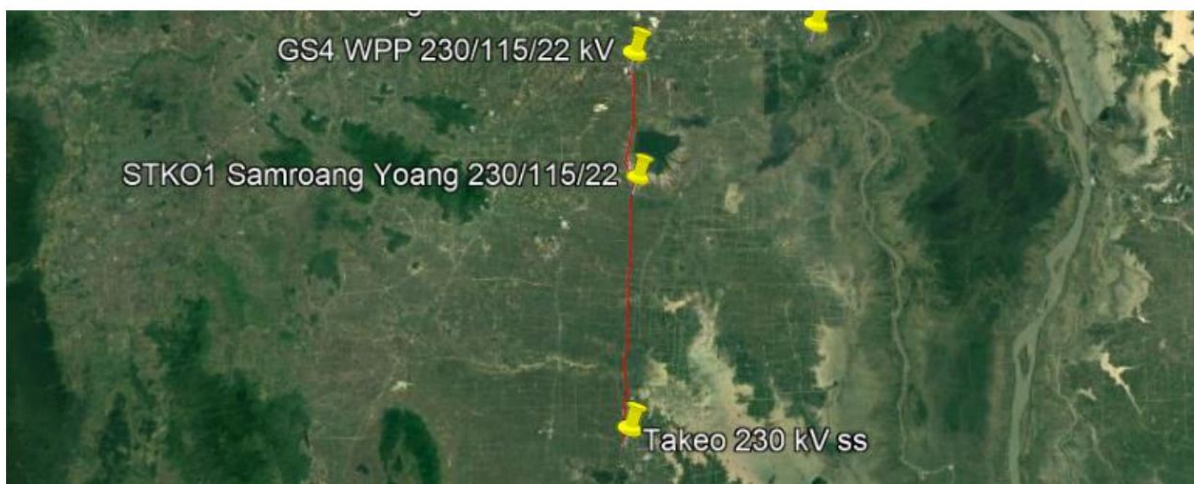 GS4 WPP 230/115/22 kV
STKO1 Samroang Yoang 230/115/22
Takeo 230 kV ss